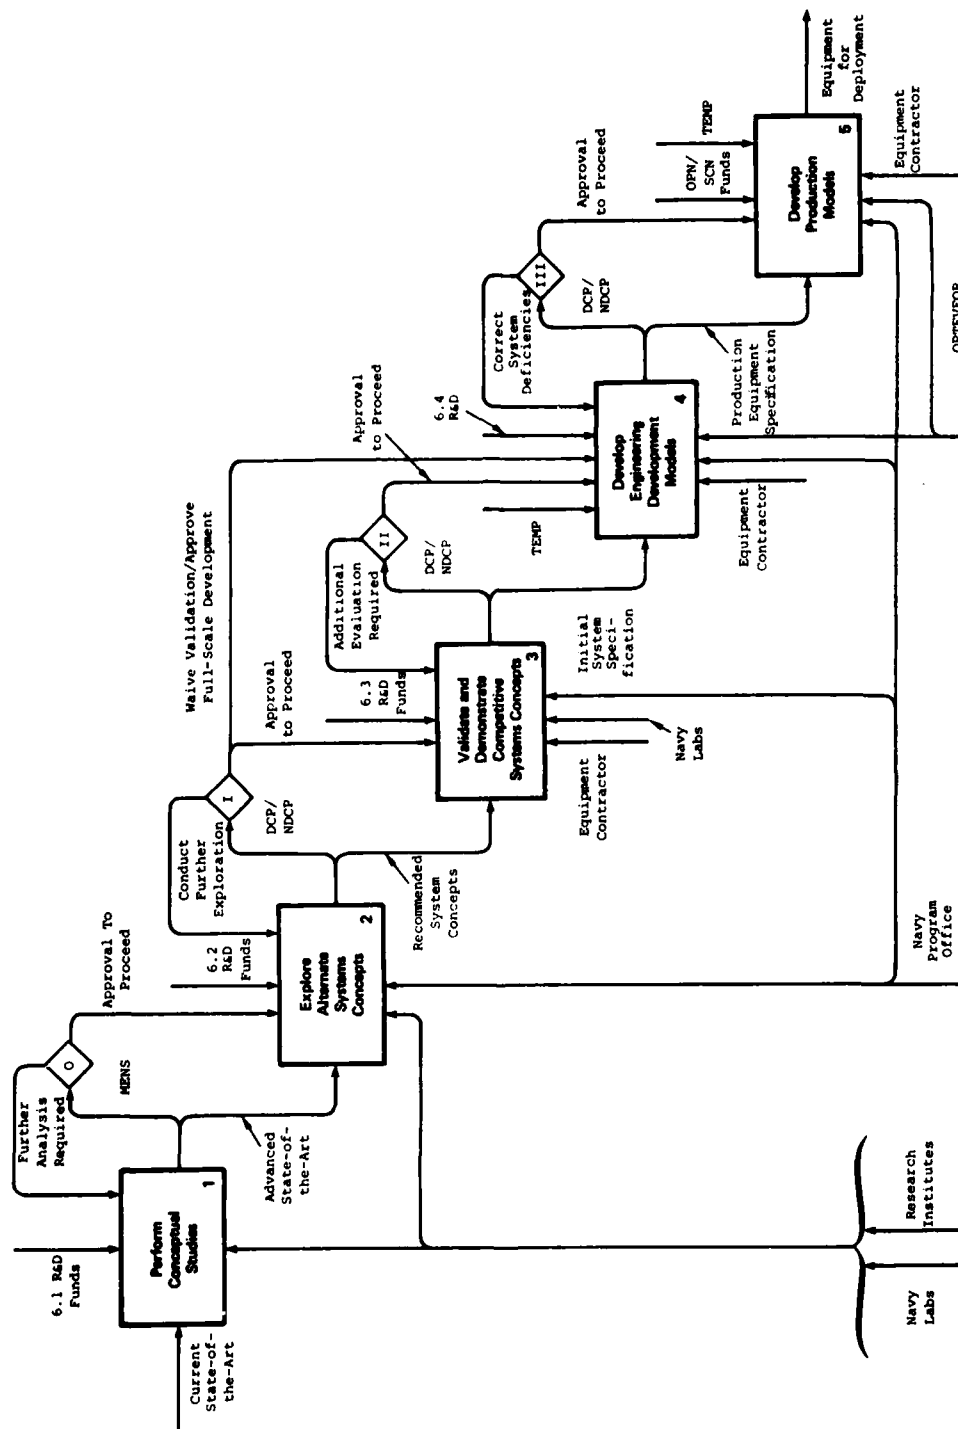 Current
State-of-
the-Art
6.1 R&D
Funds
Perform
Conceptual
Studies
1
Further
Analysis
Required
0
MENS
Approval To
Proceed
Advanced
State-of-
the-Art
6.2
R&D
Funds
Explore
Alternate
Systems
Concepts
2
Conduct
Further
Exploration
I
DCP/
NDCP
Waive Validation/Approve
Full-Scale Development
Approval
to Proceed
Recommended
System
Concepts
6.3
R&D
Funds
Validate and
Demonstrate
Competitive
Systems Concepts
3
Equipment
Contractor
Navy
Labs
Additional
Evaluation
Required
II
DCP/
NDCP
Approval
to Proceed
Initial
System
Speci-
fication
TEMP
6.4
R&D
Develop
Engineering
Development
Models
4
Equipment
Contractor
Correct
System
Deficiencies
III
DCP/
NDCP
Approval
to Proceed
Production
Equipment
Specification
OPN/
SCN
Funds
TEMP
Develop
Production
Models
5
Equipment
for
Deployment
Equipment
Contractor
OPTEVFOR
Navy
Program
Office
Research
Institutes
Navy
Labs